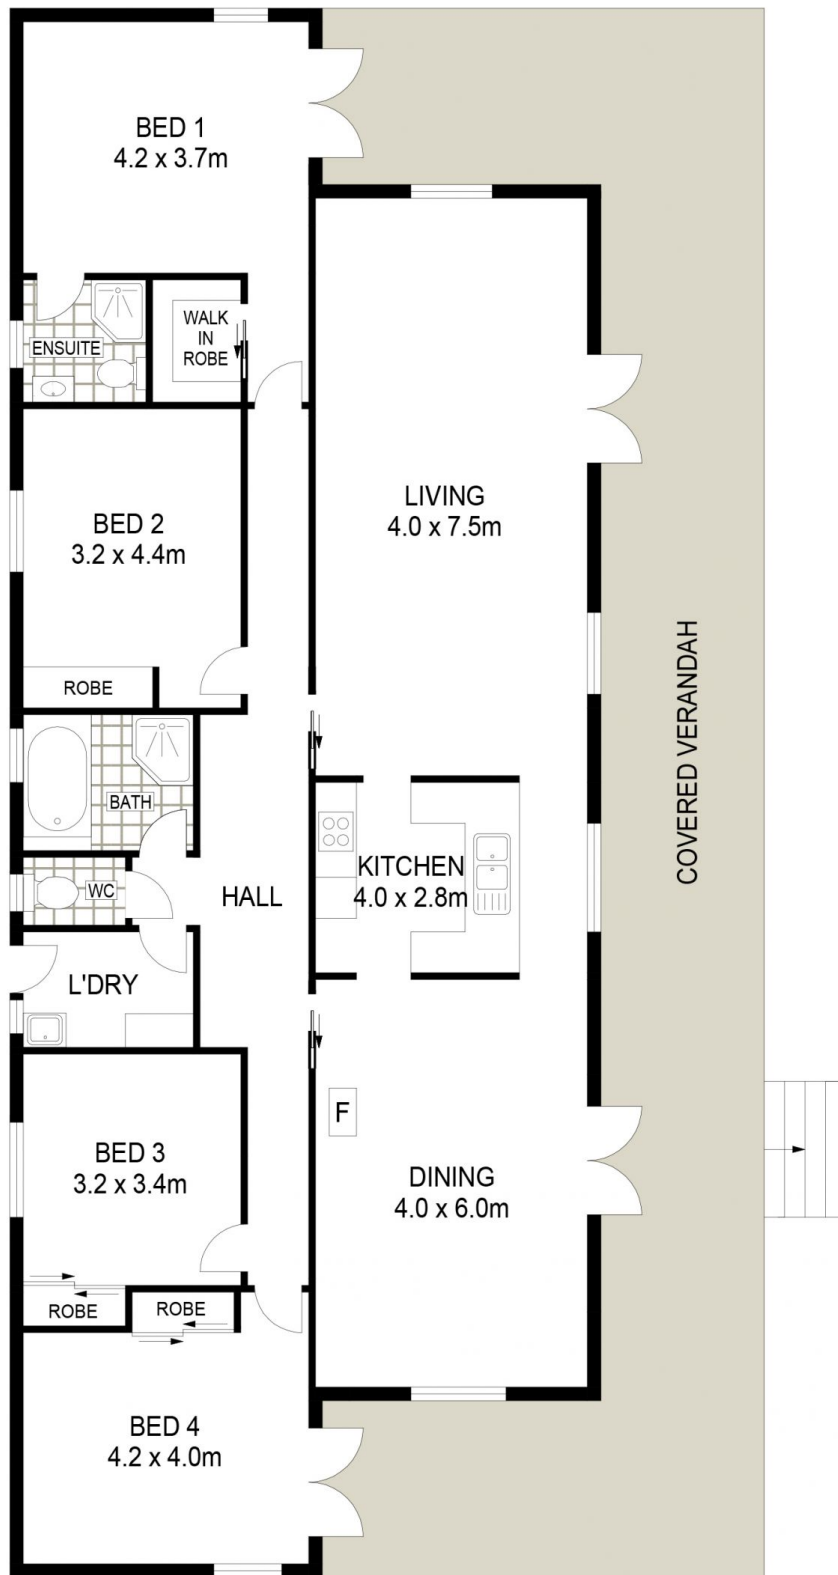 BED 1
4.2 x 3.7m
ENSUITE
WALK
IN
ROBE
BED 2
3.2 x 4.4m
ROBE
LIVING
4.0 x 7.5m
BATH
WC
HALL
KITCHEN
4.0 x 2.8m
COVERED VERANDAH
L'DRY
F
BED 3
3.2 x 3.4m
DINING
4.0 x 6.0m
ROBE
ROBE
BED 4
4.2 x 4.0m